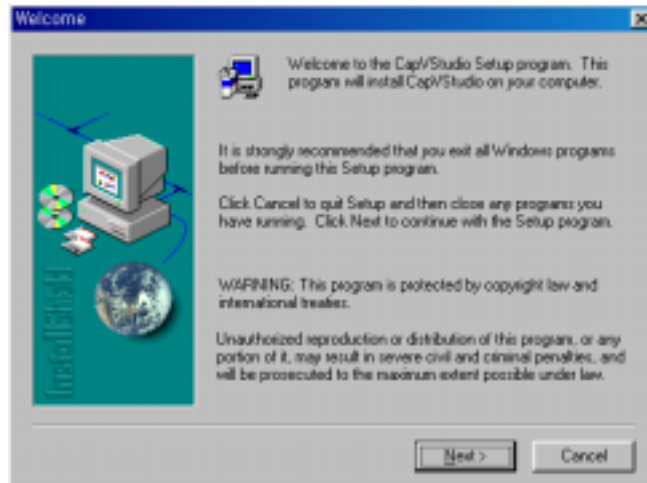 Welcome
Welcome to the CapVStudio Setup program. This
program will install CapVStudio on your computer.
It is strongly recommended that you exit all Windows programs
before running this Setup program.
Click Cancel to quit Setup and then close any programs you
have running. Click Next to continue with the Setup program.
WARNING: This program is protected by copyright law and
international treaties.
Unauthorized reproduction or distribution of this program, or any
portion of it, may result in severe civil and criminal penalties, and
will be prosecuted to the maximum extent possible under law.
InstallShield
Next >
Cancel